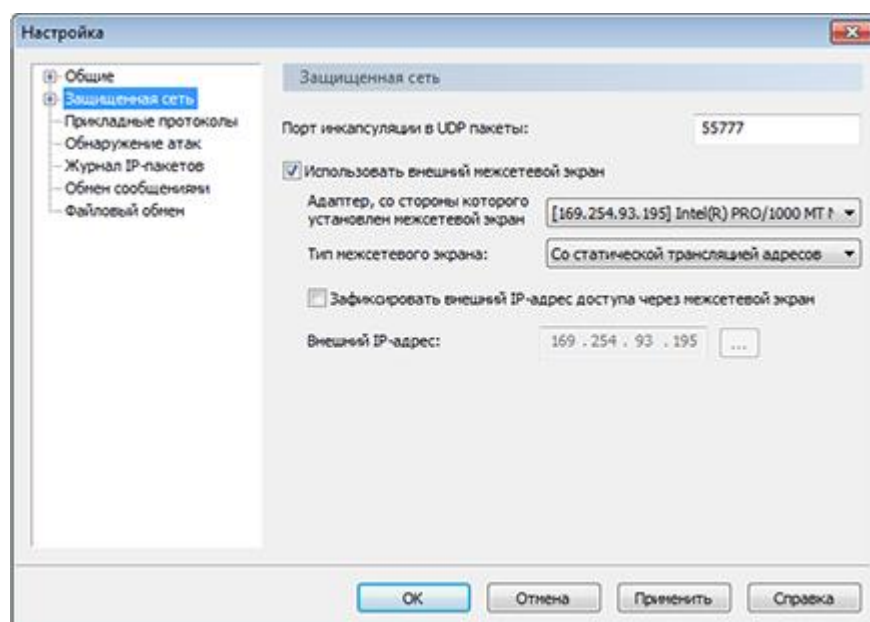 Настройка
Общие
Защищенная сеть
Прикладные протоколы
Обнаружение атак
Журнал IP-пакетов
Обмен сообщениями
Файловый обмен
Защищенная сеть
Порт инкапсуляции в UDP пакеты: 55777
Использовать внешний межсетевой экран
Адаптер, со стороны которого
установлен межсетевой экран
[169.254.93.195] Intel(R) PRO/1000 MT
Тип межсетевого экрана: Со статической трансляцией адресов
Зафиксировать внешний IP-адрес доступа через межсетевой экран
Внешний IP-адрес: 169 . 254 . 93 . 195 ...
OK Отмена Применить Справка